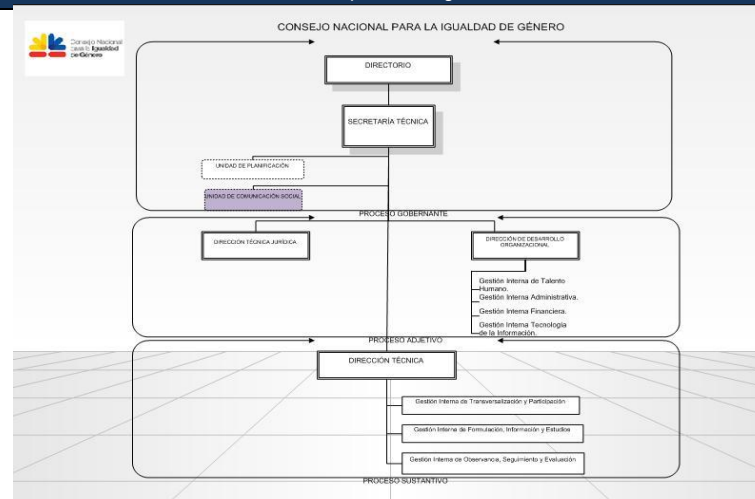 CONSEJO NACIONAL PARA LA IGUALDAD DE GÉNERO
Consejo Nacional
para la Igualdad
de Género
DIRECTORIO
SECRETARÍA TÉCNICA
UNIDAD DE PLANIFICACIÓN
UNIDAD DE COMUNICACIÓN SOCIAL
PROCESO GOBERNANTE
DIRECCIÓN TÉCNICA JURÍDICA
DIRECCIÓN DE DESARROLLO
ORGANIZACIONAL
Gestión Interna de Talento
Humano.
Gestión Interna Administrativa.
Gestión Interna Financiera.
Gestión Interna Tecnología
de la Información.
PROCESO ADJETIVO
DIRECCIÓN TÉCNICA
Gestión Interna de Transversalización y Participación
Gestión Interna de Formulación, Información y Estudios
Gestión Interna de Observancia, Seguimiento y Evaluación
PROCESO SUSTANTIVO